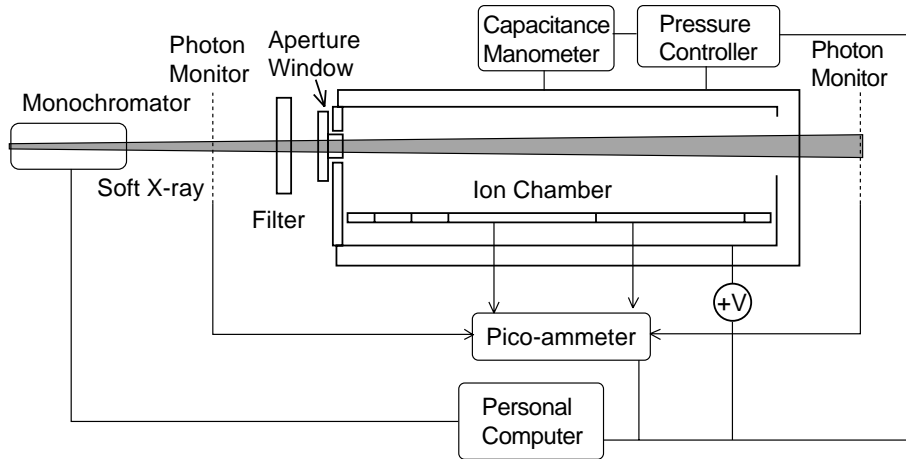 Capacitance
Manometer
Pressure
Controller
Photon
Monitor
Aperture
Window
Photon
Monitor
Monochromator
Soft X-ray
Filter
Ion Chamber
+V
Pico-ammeter
Personal
Computer